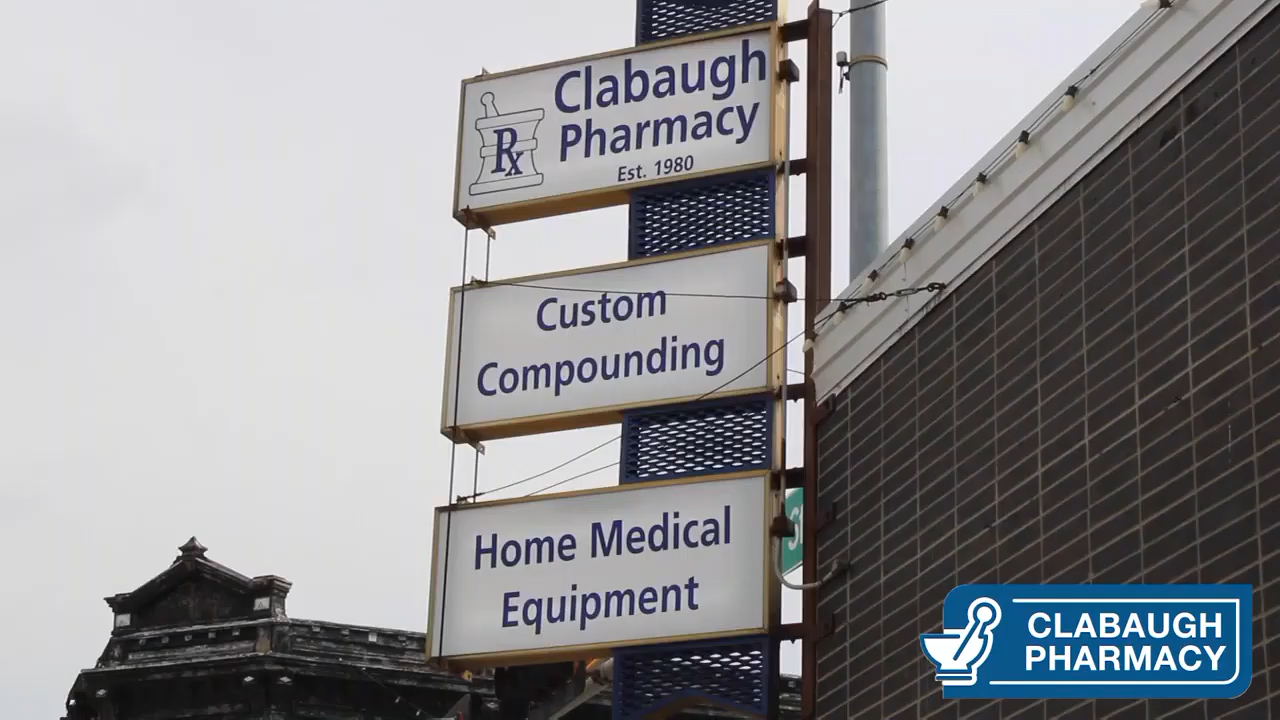 Clabaugh
Pharmacy
Rx
Est. 1980
Custom
Compounding
Home Medical
Equipment
CLABAUGH
PHARMACY